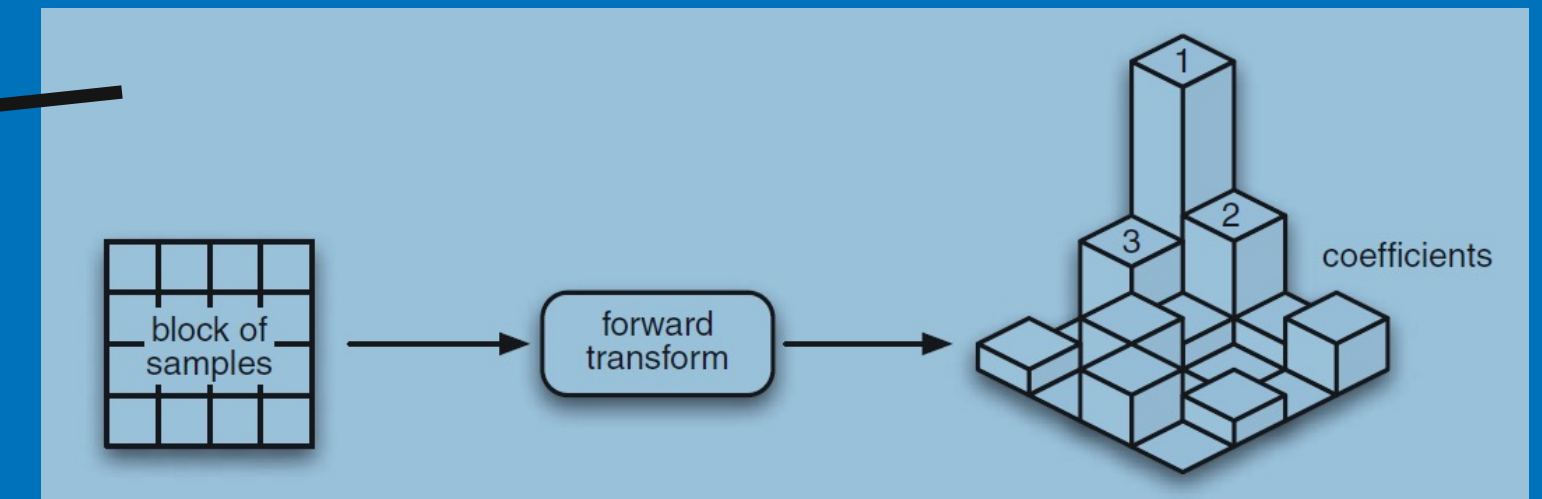 block of
samples
forward
transform
1
2
3
coefficients